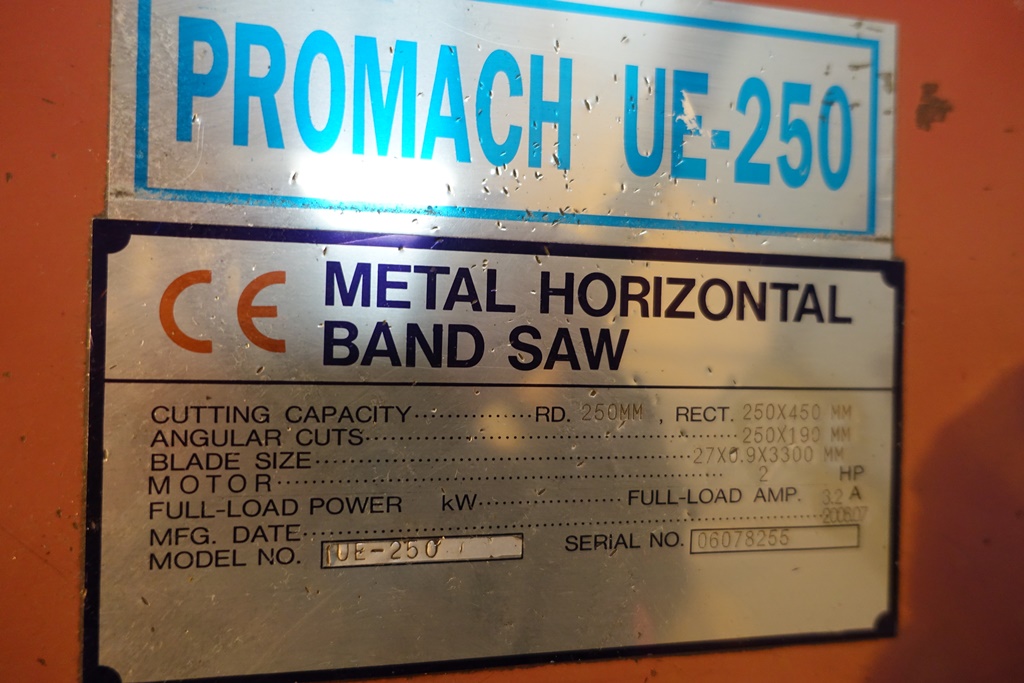 PROMACH UE-250
CE METAL HORIZONTAL
BAND SAW
CUTTING CAPACITY··············RD. 250MM , RECT. 250X450 MM
ANGULAR CUTS············································250X190 MM
BLADE SIZE············································27X0.9X3300 MM
MOTOR························································2 HP
FULL-LOAD POWER kW·················FULL-LOAD AMP. 3.2 A
MFG. DATE························································2006.07
MODEL NO. UE-250 SERIAL NO. 06078255